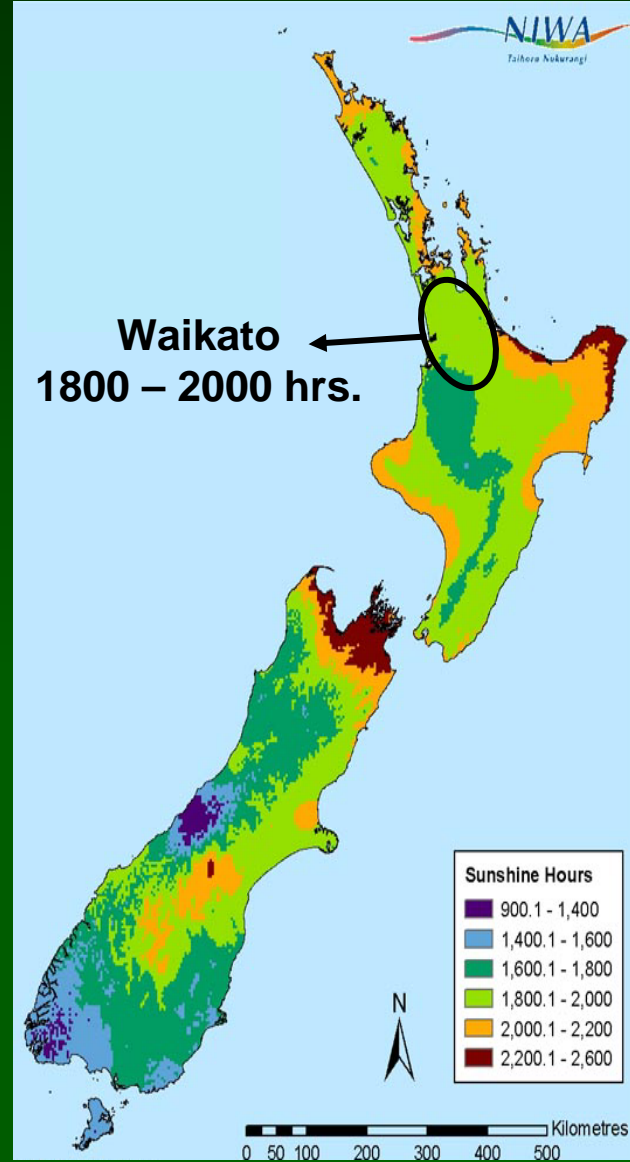 NIWA
Taihoro Nukurangi
Waikato
1800 – 2000 hrs.
Sunshine Hours
900.1 - 1,400
1,400.1 - 1,600
1,600.1 - 1,800
1,800.1 - 2,000
2,000.1 - 2,200
2,200.1 - 2,600
N
Kilometres
0 50 100 200 300 400 500